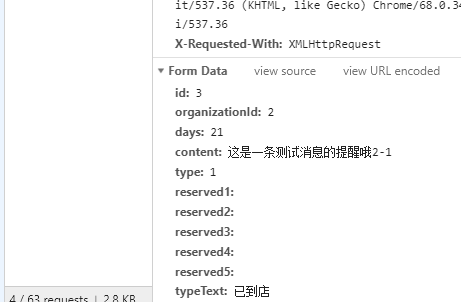 it/537.36 (KHTML, like Gecko) Chrome/68.0.34
i/537.36
X-Requested-With: XMLHttpRequest
Form Data view source view URL encoded
id: 3
organizationId: 2
days: 21
content: 这是一条测试消息的提醒哦2-1
type: 1
reserved1:
reserved2:
reserved3:
reserved4:
reserved5:
typeText: 已到店
4 / 63 requests | 2.8 KB